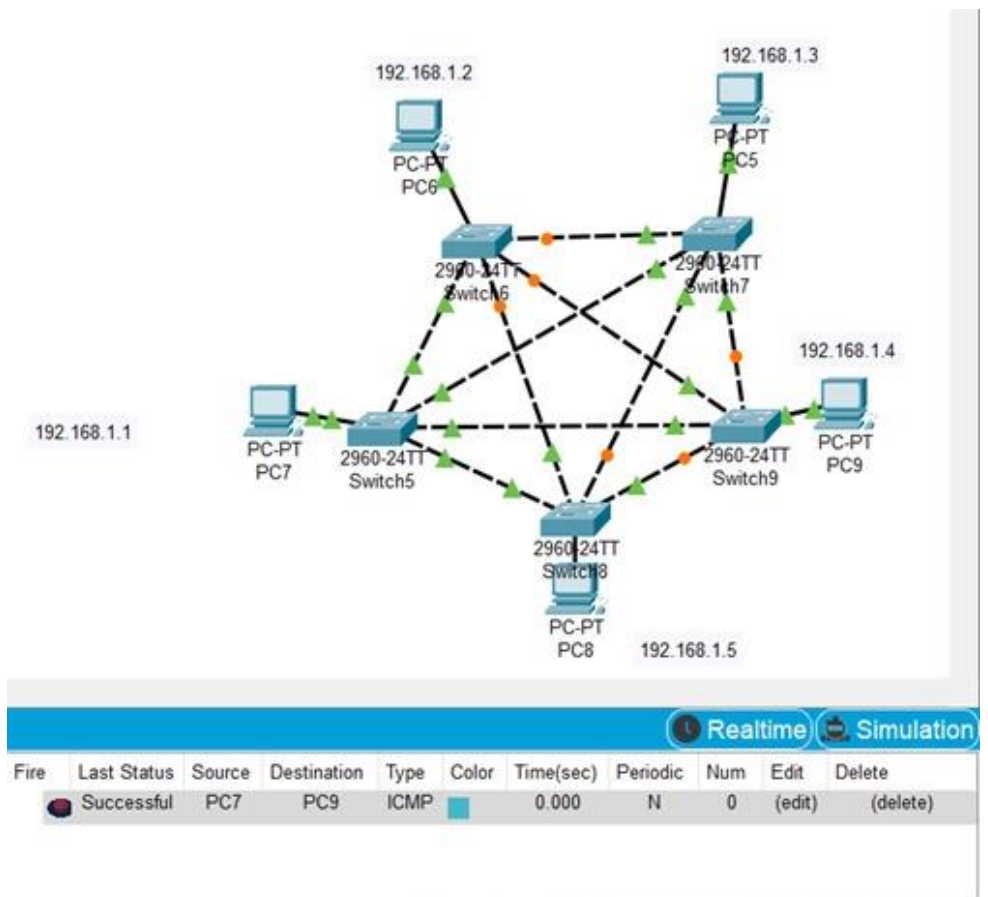 192.168.1.3
192.168.1.2
PC-PT
PC5
PC-PT
PC6
2960-24TT
Switch6
2960-24TT
Switch7
192.168.1.4
192.168.1.1
PC-PT
PC7
2960-24TT
Switch5
2960-24TT
Switch9
PC-PT
PC9
2960-24TT
Switch8
PC-PT
PC8
192.168.1.5
Realtime Simulation
Fire Last Status Source Destination Type Color Time(sec) Periodic Num Edit Delete
Successful PC7 PC9 ICMP 0.000 N 0 (edit) (delete)